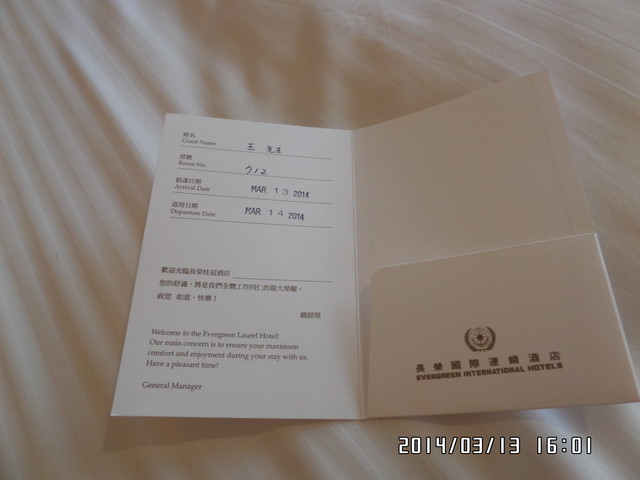 姓名
Guest Name 王 先生
房號
Room No. 712
抵達日期
Arrival Date MAR. 13 2014
退房日期
Departure Date MAR. 14 2014
歡迎光臨長榮桂冠酒店
您的舒適，將是我們全體工作同仁的最大榮耀，
祝您 如意，快樂！
總經理
Welcome to the Evergreen Laurel Hotel!
Our main concern is to ensure your maximum
comfort and enjoyment during your stay with us.
Have a pleasant time!
General Manager
長榮國際連鎖酒店
EVERGREEN INTERNATIONAL HOTELS
2014/03/13 16:01